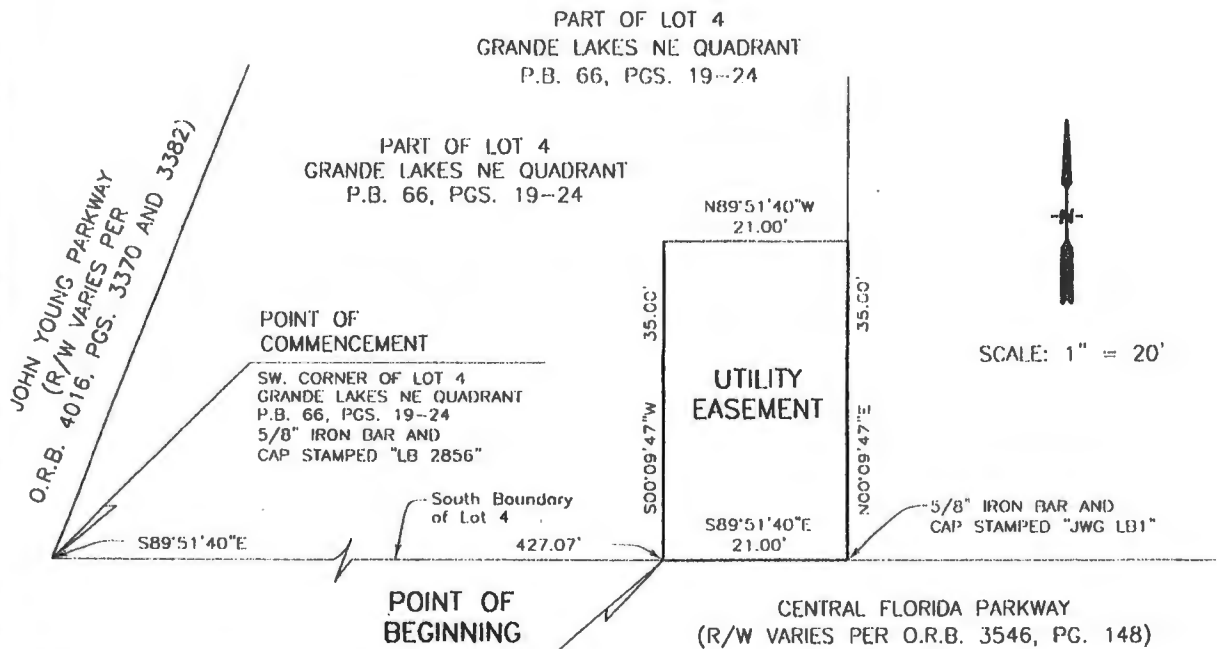 PART OF LOT 4
GRANDE LAKES NE QUADRANT
P.B. 66, PGS. 19-24
PART OF LOT 4
GRANDE LAKES NE QUADRANT
P.B. 66, PGS. 19-24
JOHN YOUNG PARKWAY
(R/W VARIES PER
O.R.B. 4016, PGS. 3370 AND 3382)
N89°51'40"W
21.00'
N
SCALE: 1" = 20'
POINT OF
COMMENCEMENT
SW. CORNER OF LOT 4
GRANDE LAKES NE QUADRANT
P.B. 66, PGS. 19-24
5/8" IRON BAR AND
CAP STAMPED "LB 2856"
35.00'
S00°09'47"W
UTILITY
EASEMENT
35.00'
N00°09'47"E
South Boundary
of Lot 4
5/8" IRON BAR AND
CAP STAMPED "JWG LB1"
S89°51'40"E
427.07'
S89°51'40"E
21.00'
POINT OF
BEGINNING
CENTRAL FLORIDA PARKWAY
(R/W VARIES PER O.R.B. 3546, PG. 148)